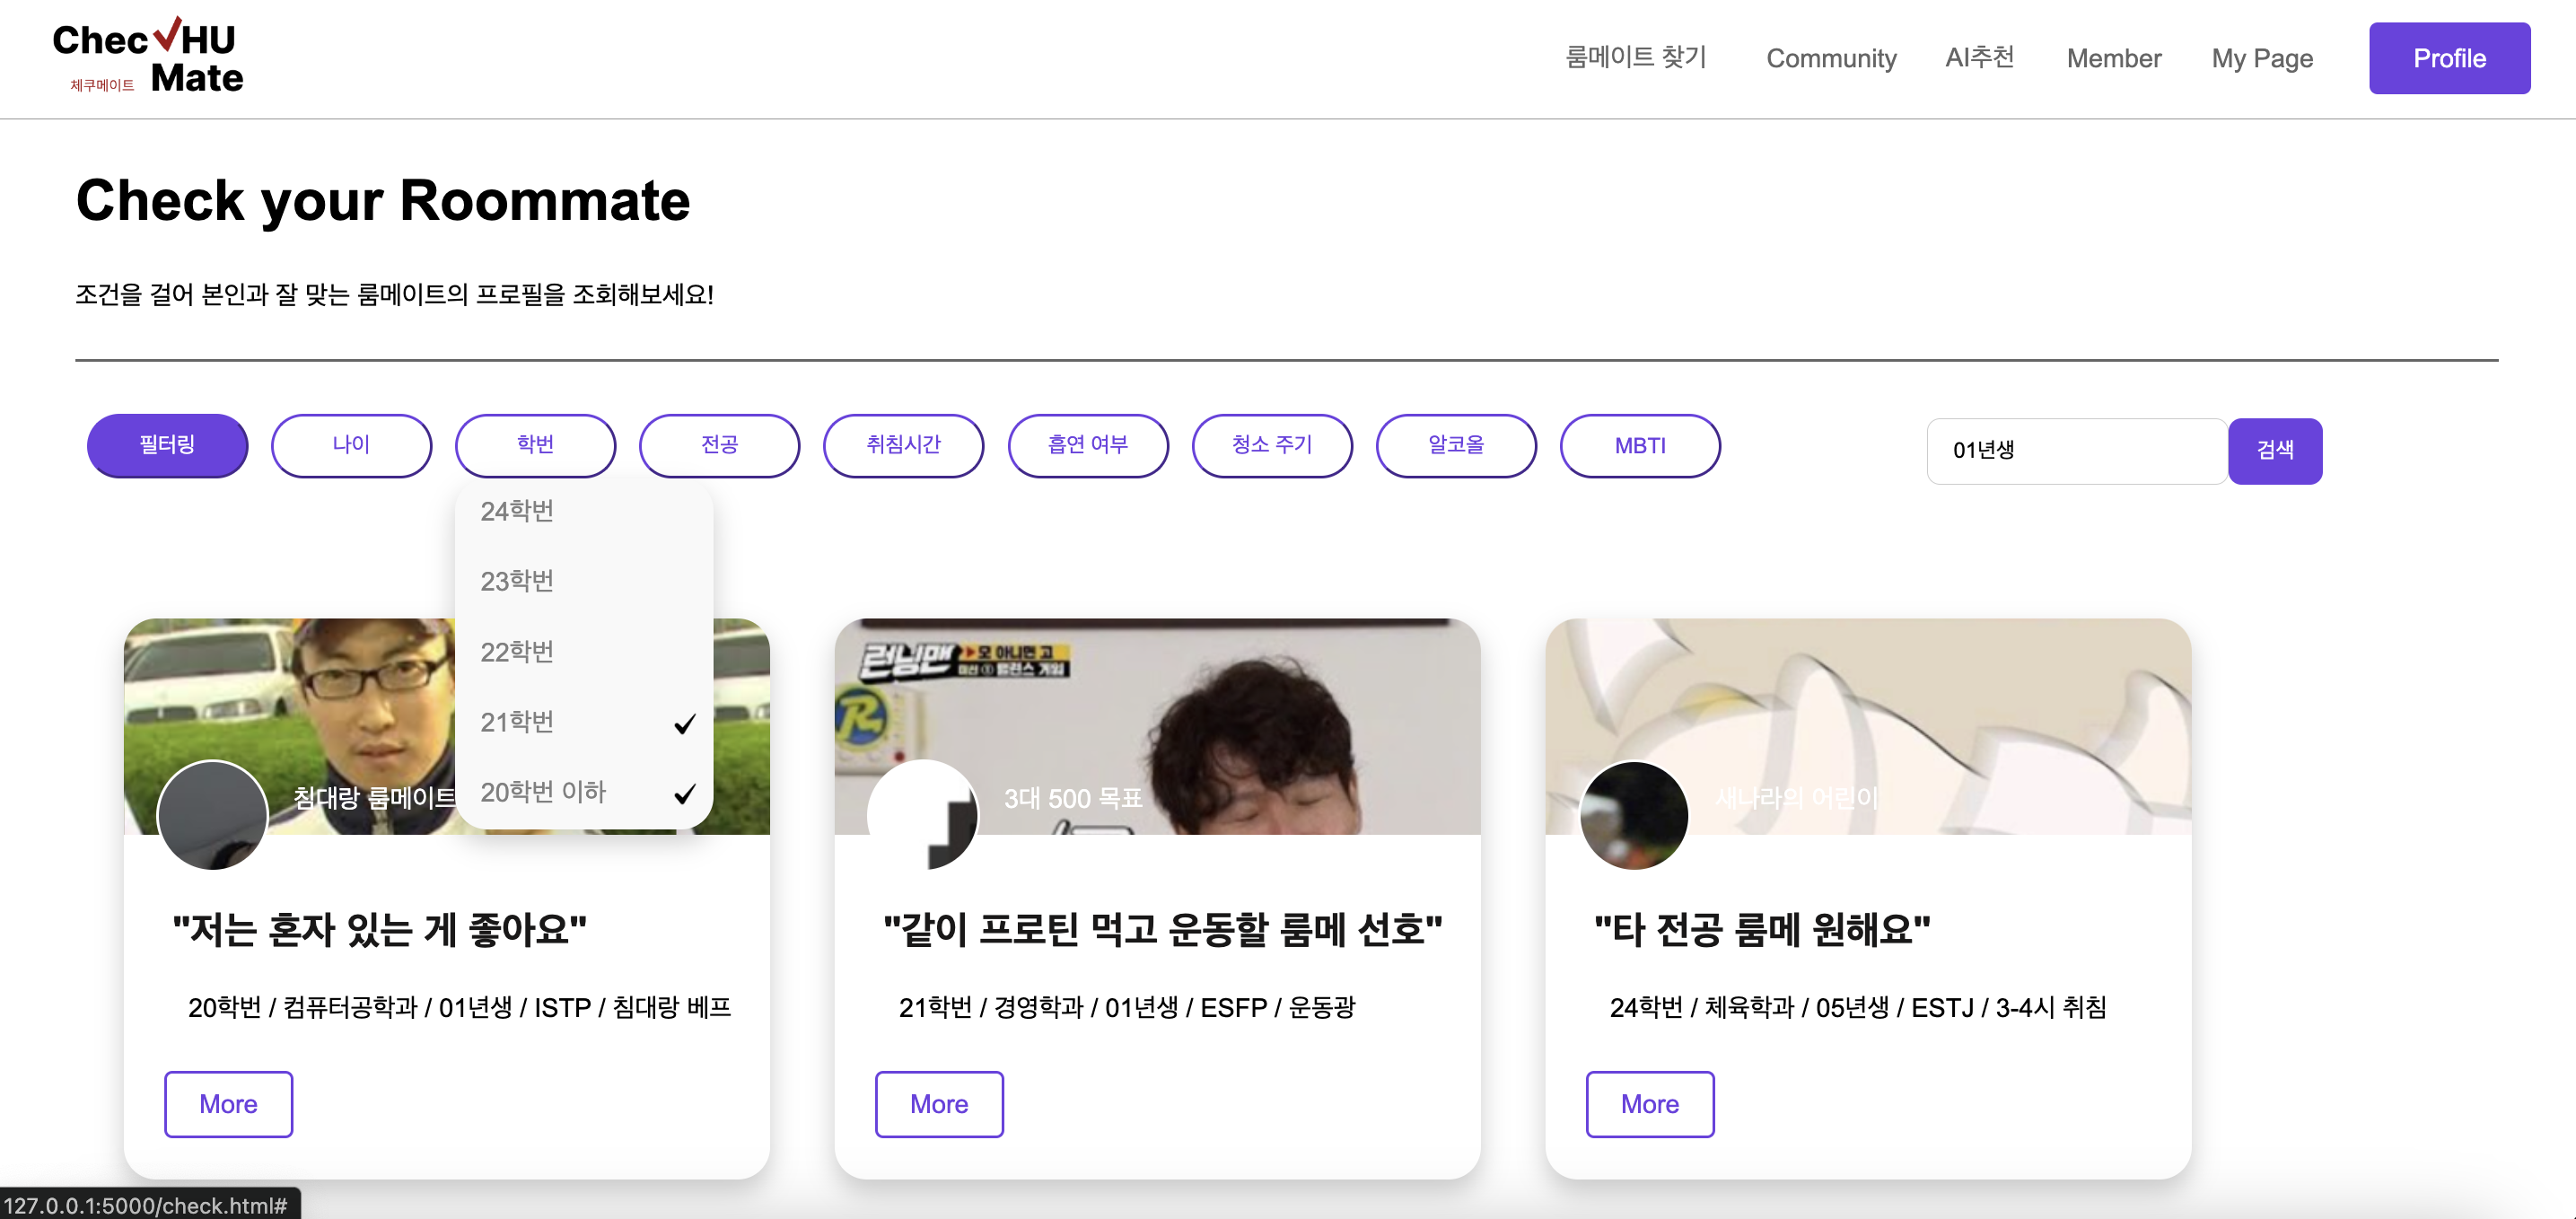 Chec✓HU
체쿠메이트 Mate
룸메이트 찾기 Community AI추천 Member My Page Profile
Check your Roommate
조건을 걸어 본인과 잘 맞는 룸메이트의 프로필을 조회해보세요!
필터링 나이 학번 전공 취침시간 흡연 여부 청소 주기 알코올 MBTI 01년생 검색
24학번
23학번
22학번
21학번
20학번 이하
침대랑 룸메이트
"저는 혼자 있는 게 좋아요"
20학번 / 컴퓨터공학과 / 01년생 / ISTP / 침대랑 베프
More
런닝맨 모 아니면 고
R
3대 500 목표
"같이 프로틴 먹고 운동할 룸메 선호"
21학번 / 경영학과 / 01년생 / ESFP / 운동광
More
새나라의 어린이
"타 전공 룸메 원해요"
24학번 / 체육학과 / 05년생 / ESTJ / 3-4시 취침
More
127.0.0.1:5000/check.html#